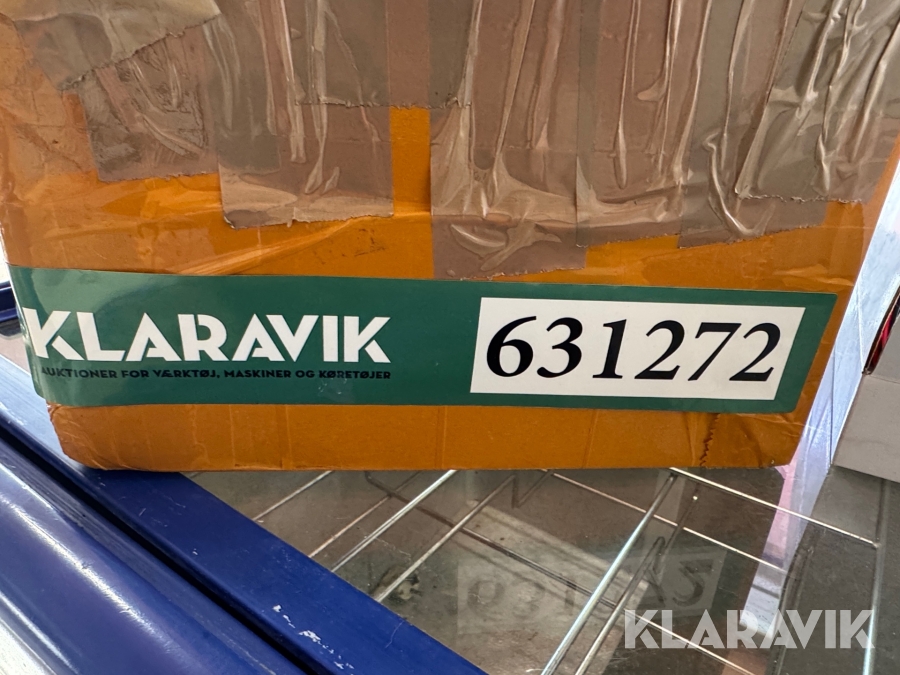 KLARAVIK
AUKTIONER FOR VÆRKTØJ, MASKINER OG KØRETØJER
631272
KLARAVIK